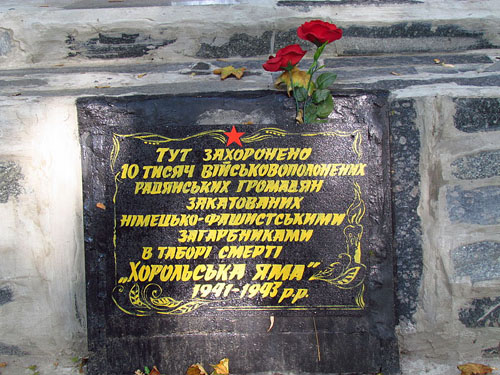 ТУТ ЗАХОРОНЕНО
10 ТИСЯЧ ВІЙСЬКОВОПОЛОНЕНИХ
РАДЯНСЬКИХ ГРОМАДЯН
ЗАКАТОВАНИХ
НІМЕЦЬКО-ФАШИСТСЬКИМИ
ЗАГАРБНИКАМИ
В ТАБОРІ СМЕРТІ
„ХОРОЛЬСЬКА ЯМА"
1941-1943 р.р.